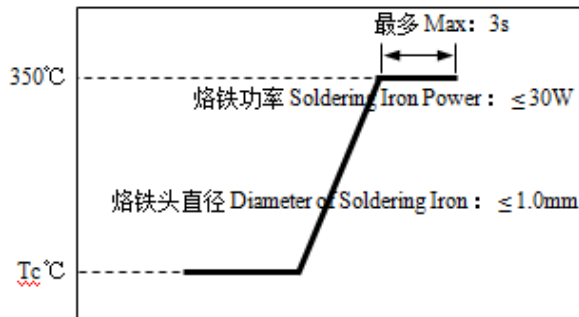 最多 Max: 3s
350℃
烙铁功率 Soldering Iron Power： ≤30W
烙铁头直径 Diameter of Soldering Iron： ≤1.0mm
Tc℃